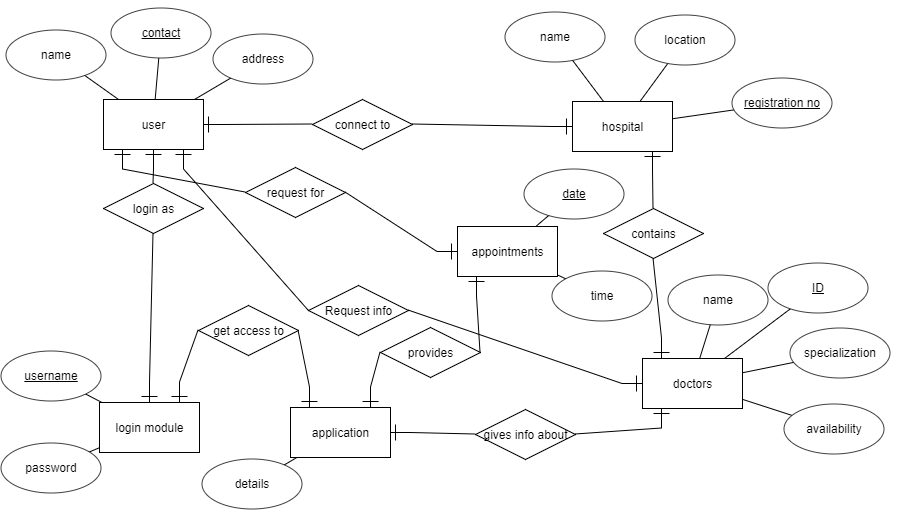 contact
name
location
name
address
registration no
user
connect to
hospital
date
request for
login as
contains
appointments
ID
time
name
Request info
get access to
provides
specialization
username
doctors
login module
application
gives info about
availability
password
details